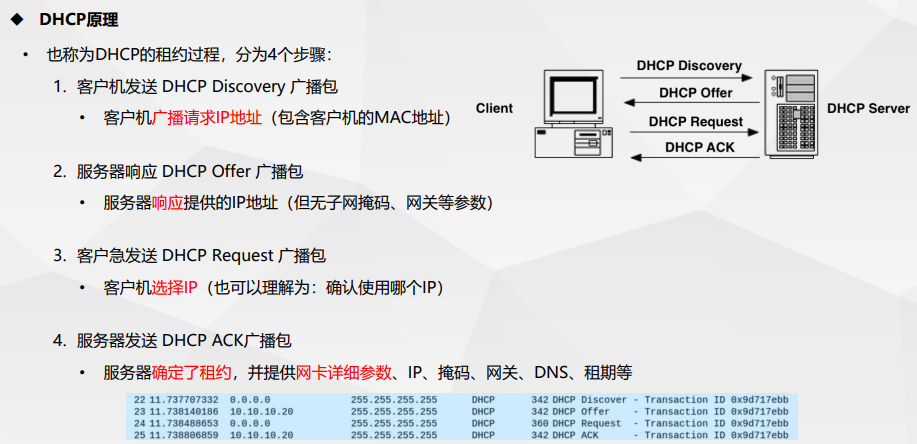 ◆ DHCP原理
• 也称为DHCP的租约过程，分为4个步骤：
1. 客户机发送 DHCP Discovery 广播包
• 客户机广播请求IP地址（包含客户机的MAC地址）
2. 服务器响应 DHCP Offer 广播包
• 服务器响应提供的IP地址（但无子网掩码、网关等参数）
3. 客户急发送 DHCP Request 广播包
• 客户机选择IP（也可以理解为：确认使用哪个IP）
4. 服务器发送 DHCP ACK广播包
• 服务器确定了租约，并提供网卡详细参数、IP、掩码、网关、DNS、租期等
Client
DHCP Discovery
DHCP Offer
DHCP Request
DHCP ACK
DHCP Server
22 11.737707332 0.0.0.0 255.255.255.255 DHCP 342 DHCP Discover - Transaction ID 0x9d717ebb
23 11.738140186 10.10.10.20 255.255.255.255 DHCP 342 DHCP Offer - Transaction ID 0x9d717ebb
24 11.738488653 0.0.0.0 255.255.255.255 DHCP 360 DHCP Request - Transaction ID 0x9d717ebb
25 11.738806859 10.10.10.20 255.255.255.255 DHCP 342 DHCP ACK - Transaction ID 0x9d717ebb